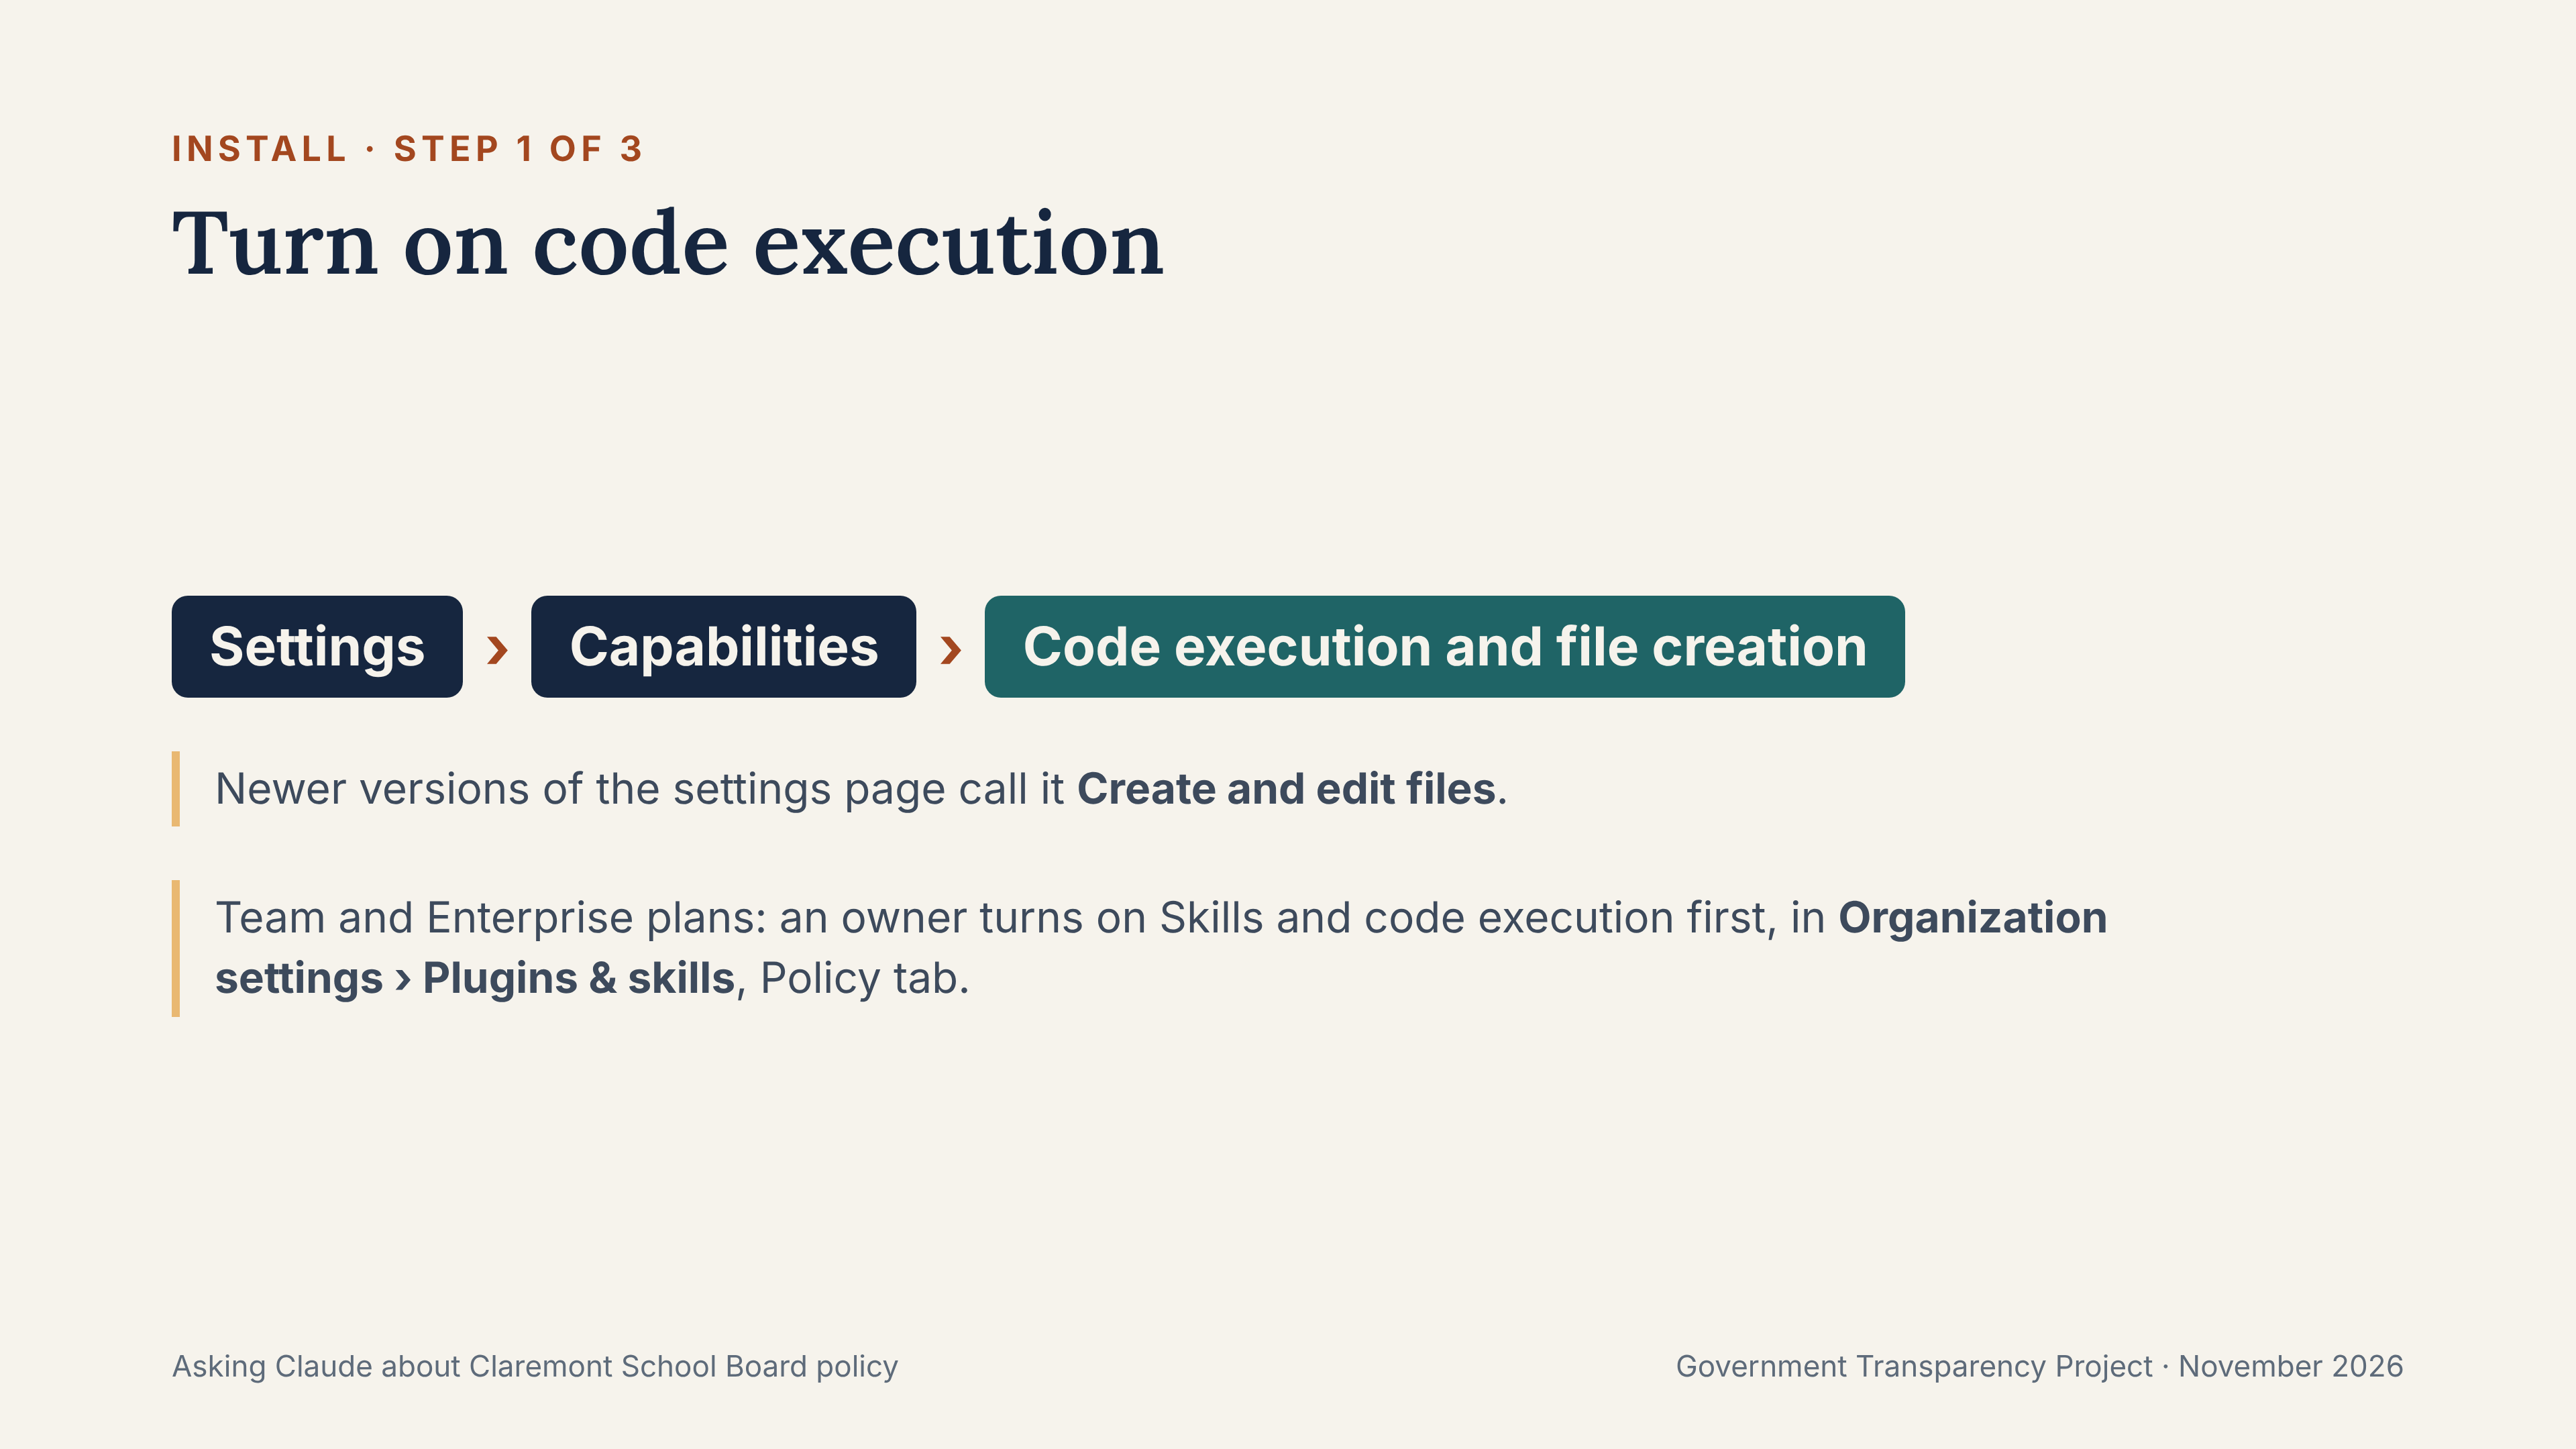 INSTALL · STEP 1 OF 3
Turn on code execution
Settings › Capabilities › Code execution and file creation
Newer versions of the settings page call it Create and edit files.
Team and Enterprise plans: an owner turns on Skills and code execution first, in Organization
settings › Plugins & skills, Policy tab.
Asking Claude about Claremont School Board policy
Government Transparency Project · November 2026